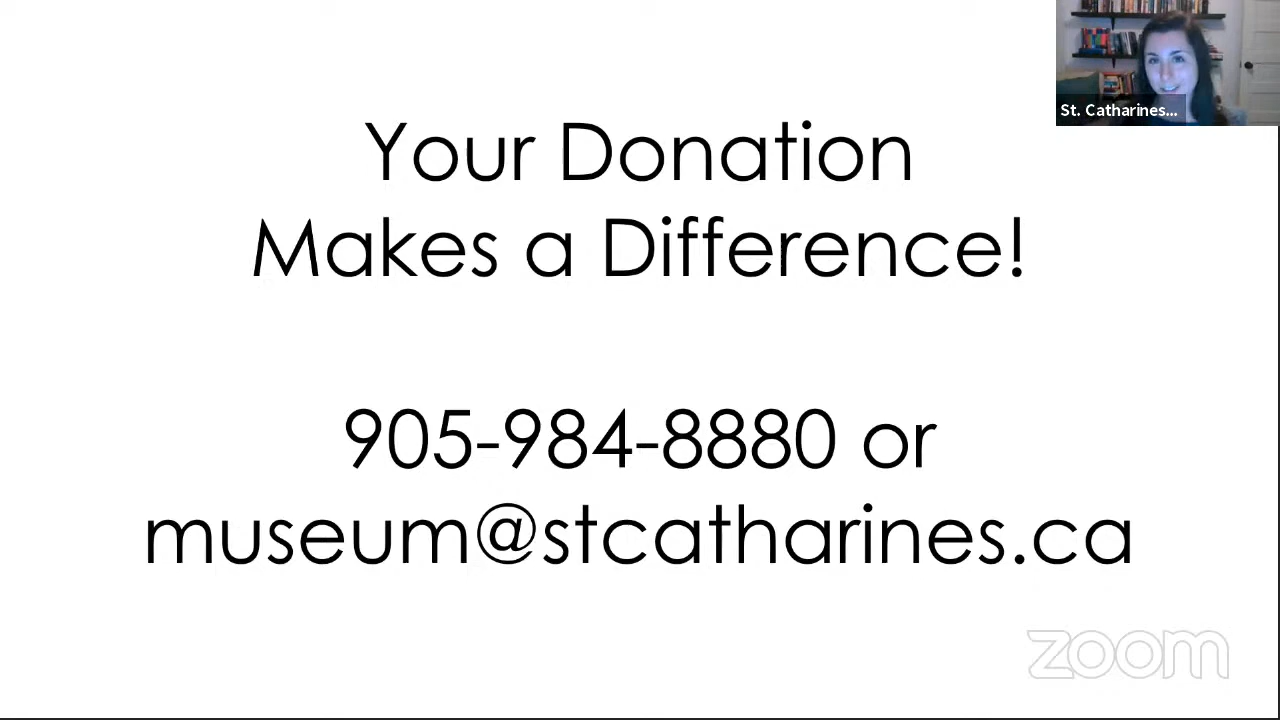 St. Catharines...
Your Donation
Makes a Difference!
905-984-8880 or
museum@stcatharines.ca
zoom